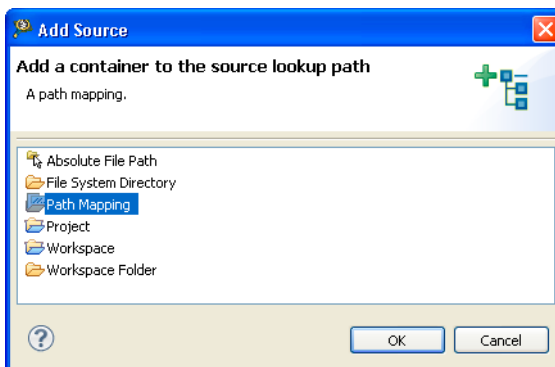 Add Source
Add a container to the source lookup path
A path mapping.
Absolute File Path
File System Directory
Path Mapping
Project
Workspace
Workspace Folder
?
OK Cancel